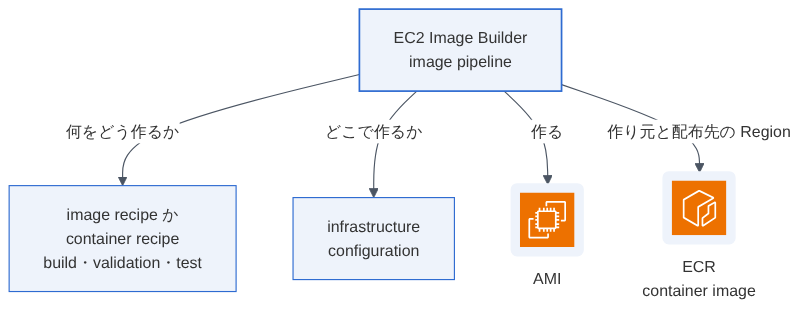 EC2 Image Builder
image pipeline
何をどう作るか
どこで作るか
作る
作り元と配布先の Region
image recipe か
container recipe
build・validation・test
infrastructure
configuration
AMI
ECR
container image